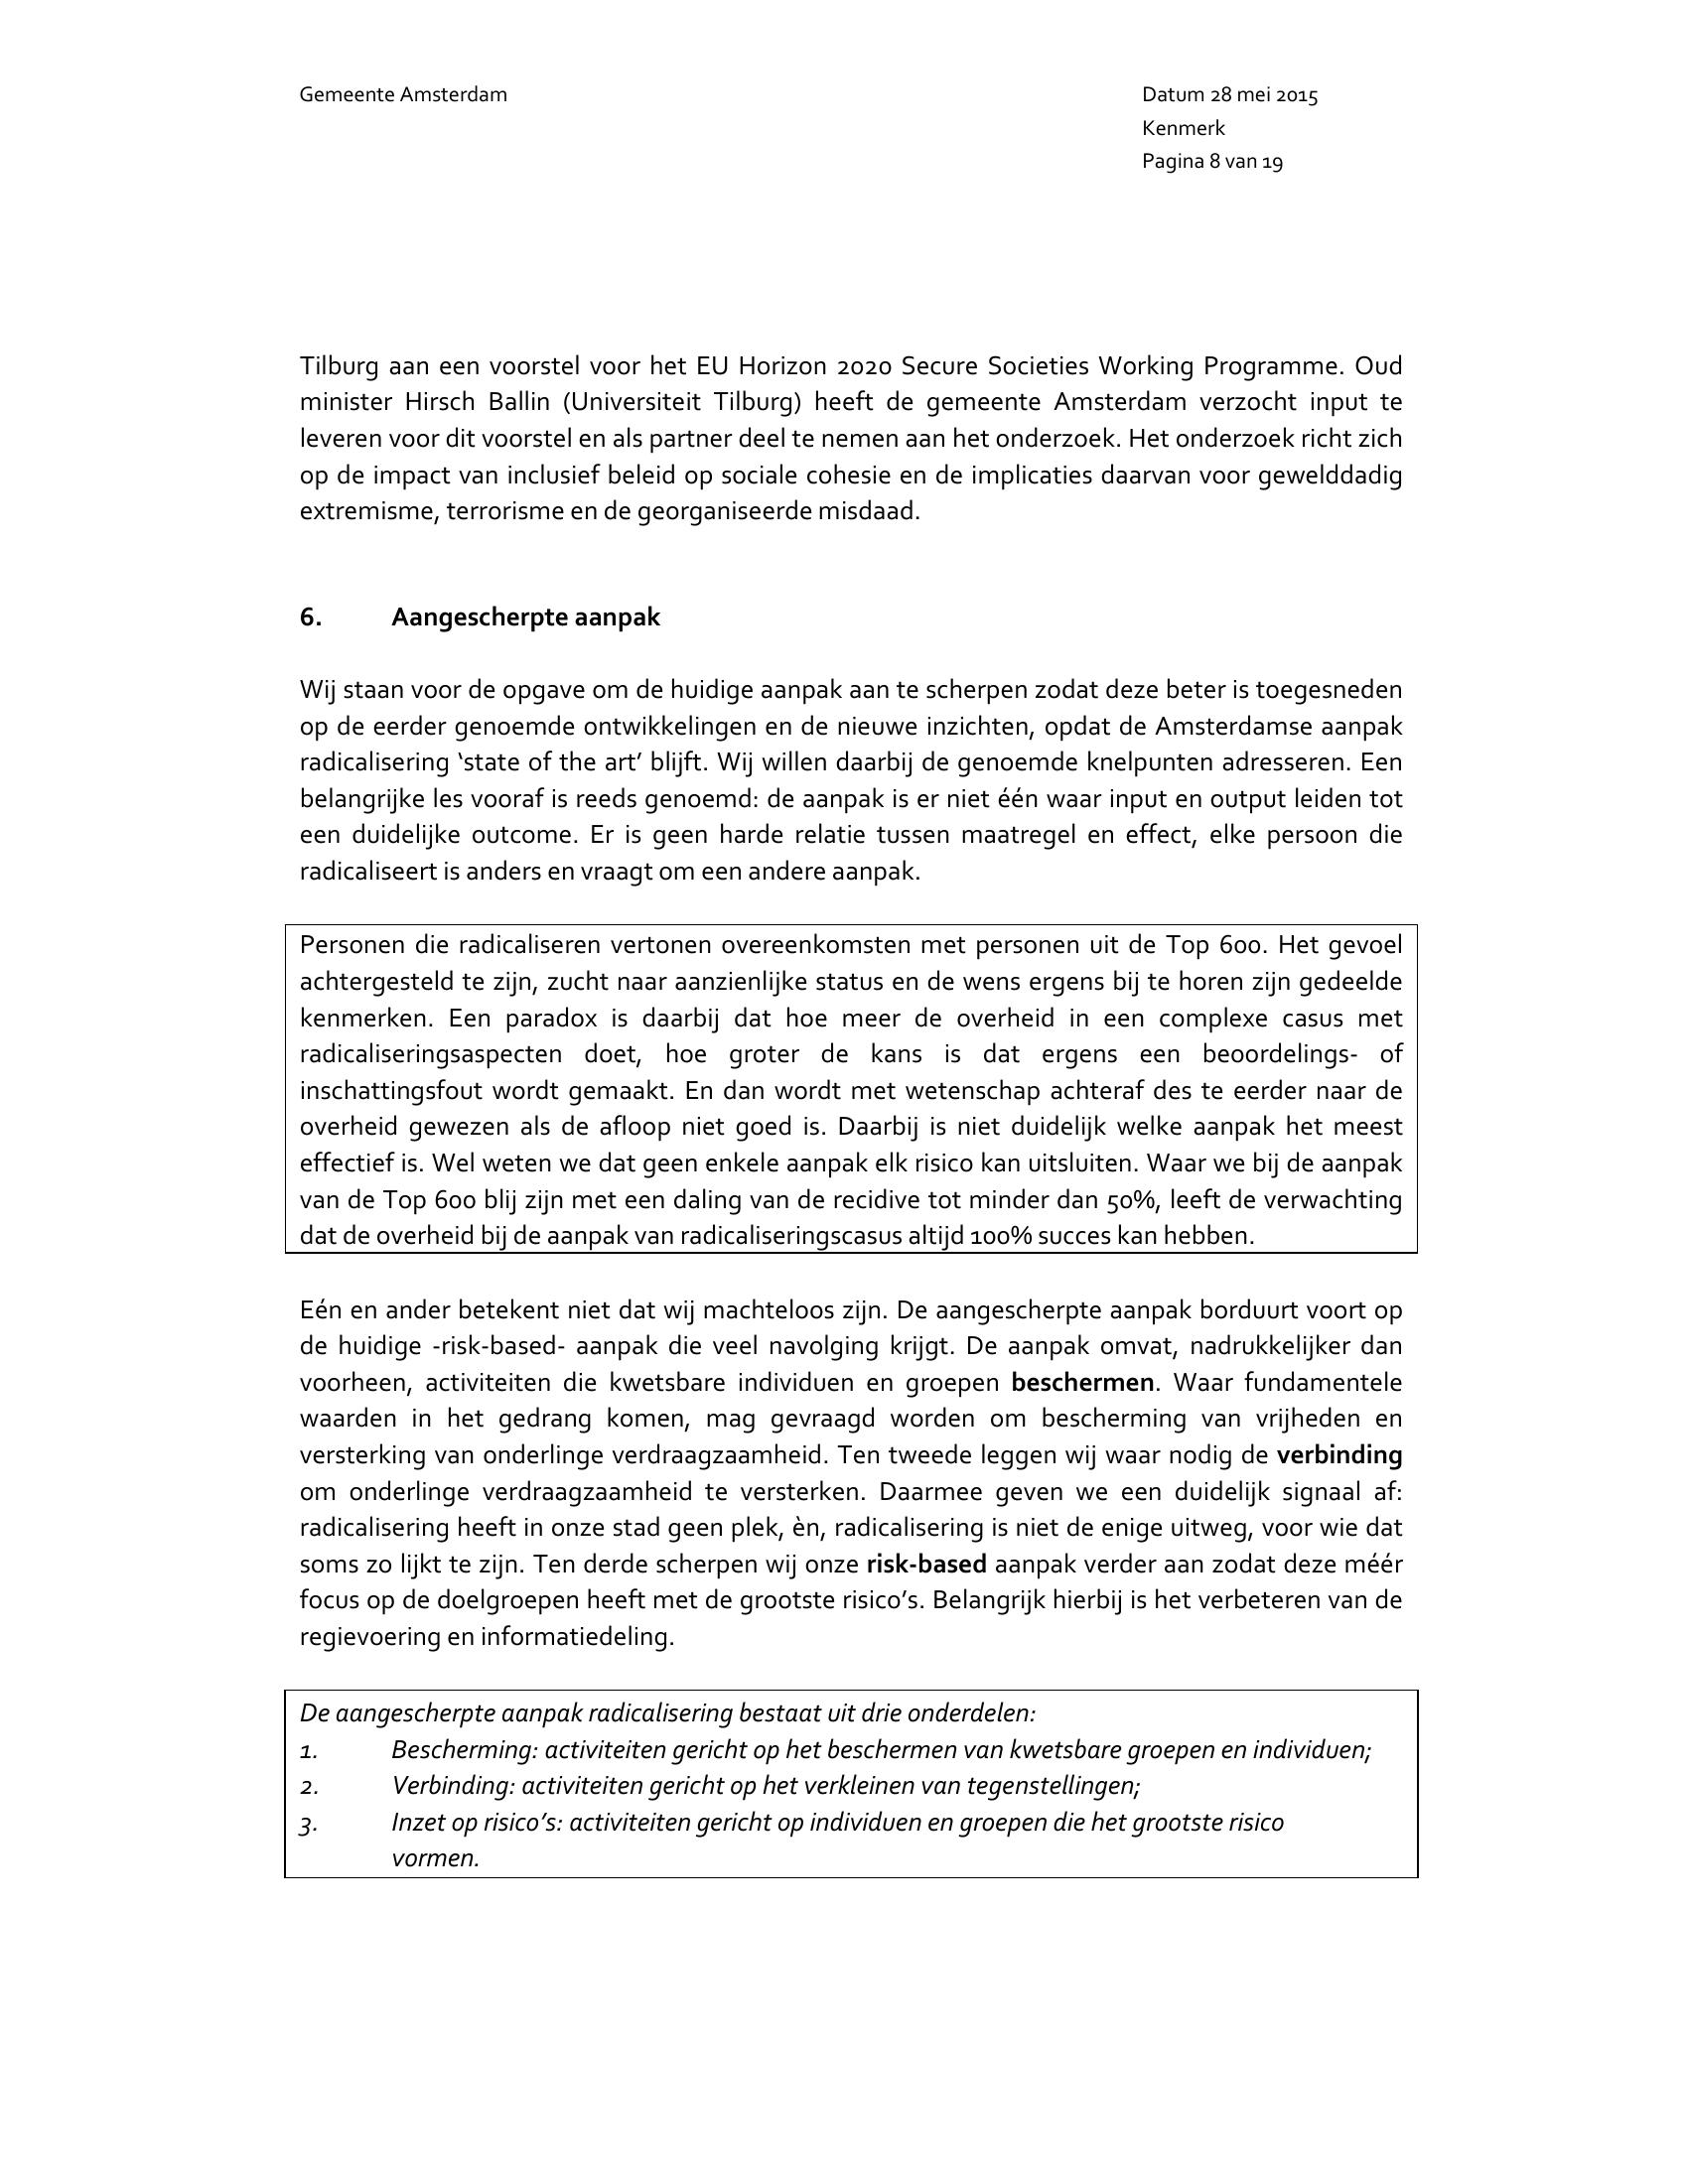 Gemeente Amsterdam
Datum 28 mei 2015
Kenmerk
Pagina 8 van 19
Tilburg aan een voorstel voor het EU Horizon 2020 Secure Societies Working Programme. Oud
minister Hirsch Ballin (Universiteit Tilburg) heeft de gemeente Amsterdam verzocht input te
leveren voor dit voorstel en als partner deel te nemen aan het onderzoek. Het onderzoek richt zich
op de impact van inclusief beleid op sociale cohesie en de implicaties daarvan voor gewelddadig
extremisme, terrorisme en de georganiseerde misdaad.
6. Aangescherpte aanpak
Wij staan voor de opgave om de huidige aanpak aan te scherpen zodat deze beter is toegesneden
op de eerder genoemde ontwikkelingen en de nieuwe inzichten, opdat de Amsterdamse aanpak
radicalisering ‘state of the art’ blijft. Wij willen daarbij de genoemde knelpunten adresseren. Een
belangrijke les vooraf is reeds genoemd: de aanpak is er niet één waar input en output leiden tot
een duidelijke outcome. Er is geen harde relatie tussen maatregel en effect, elke persoon die
radicaliseert is anders en vraagt om een andere aanpak.
Personen die radicaliseren vertonen overeenkomsten met personen uit de Top 600. Het gevoel
achtergesteld te zijn, zucht naar aanzienlijke status en de wens ergens bij te horen zijn gedeelde
kenmerken. Een paradox is daarbij dat hoe meer de overheid in een complexe casus met
radicaliseringsaspecten doet, hoe groter de kans is dat ergens een beoordelings- of
inschattingsfout wordt gemaakt. En dan wordt met wetenschap achteraf des te eerder naar de
overheid gewezen als de afloop niet goed is. Daarbij is niet duidelijk welke aanpak het meest
effectief is. Wel weten we dat geen enkele aanpak elk risico kan uitsluiten. Waar we bij de aanpak
van de Top 600 blij zijn met een daling van de recidive tot minder dan 50%, leeft de verwachting
dat de overheid bij de aanpak van radicaliseringscasus altijd 100% succes kan hebben.
Eén en ander betekent niet dat wij machteloos zijn. De aangescherpte aanpak borduurt voort op
de huidige -risk-based- aanpak die veel navolging krijgt. De aanpak omvat, nadrukkelijker dan
voorheen, activiteiten die kwetsbare individuen en groepen beschermen. Waar fundamentele
waarden in het gedrang komen, mag gevraagd worden om bescherming van vrijheden en
versterking van onderlinge verdraagzaamheid. Ten tweede leggen wij waar nodig de verbinding
om onderlinge verdraagzaamheid te versterken. Daarmee geven we een duidelijk signaal af:
radicalisering heeft in onze stad geen plek, èn, radicalisering is niet de enige uitweg, voor wie dat
soms zo lijkt te zijn. Ten derde scherpen wij onze risk-based aanpak verder aan zodat deze méér
focus op de doelgroepen heeft met de grootste risico’s. Belangrijk hierbij is het verbeteren van de
regievoering en informatiedeling.
De aangescherpte aanpak radicalisering bestaat uit drie onderdelen:
1. Bescherming: activiteiten gericht op het beschermen van kwetsbare groepen en individuen;
2. Verbinding: activiteiten gericht op het verkleinen van tegenstellingen;
3. Inzet op risico’s: activiteiten gericht op individuen en groepen die het grootste risico
vormen.